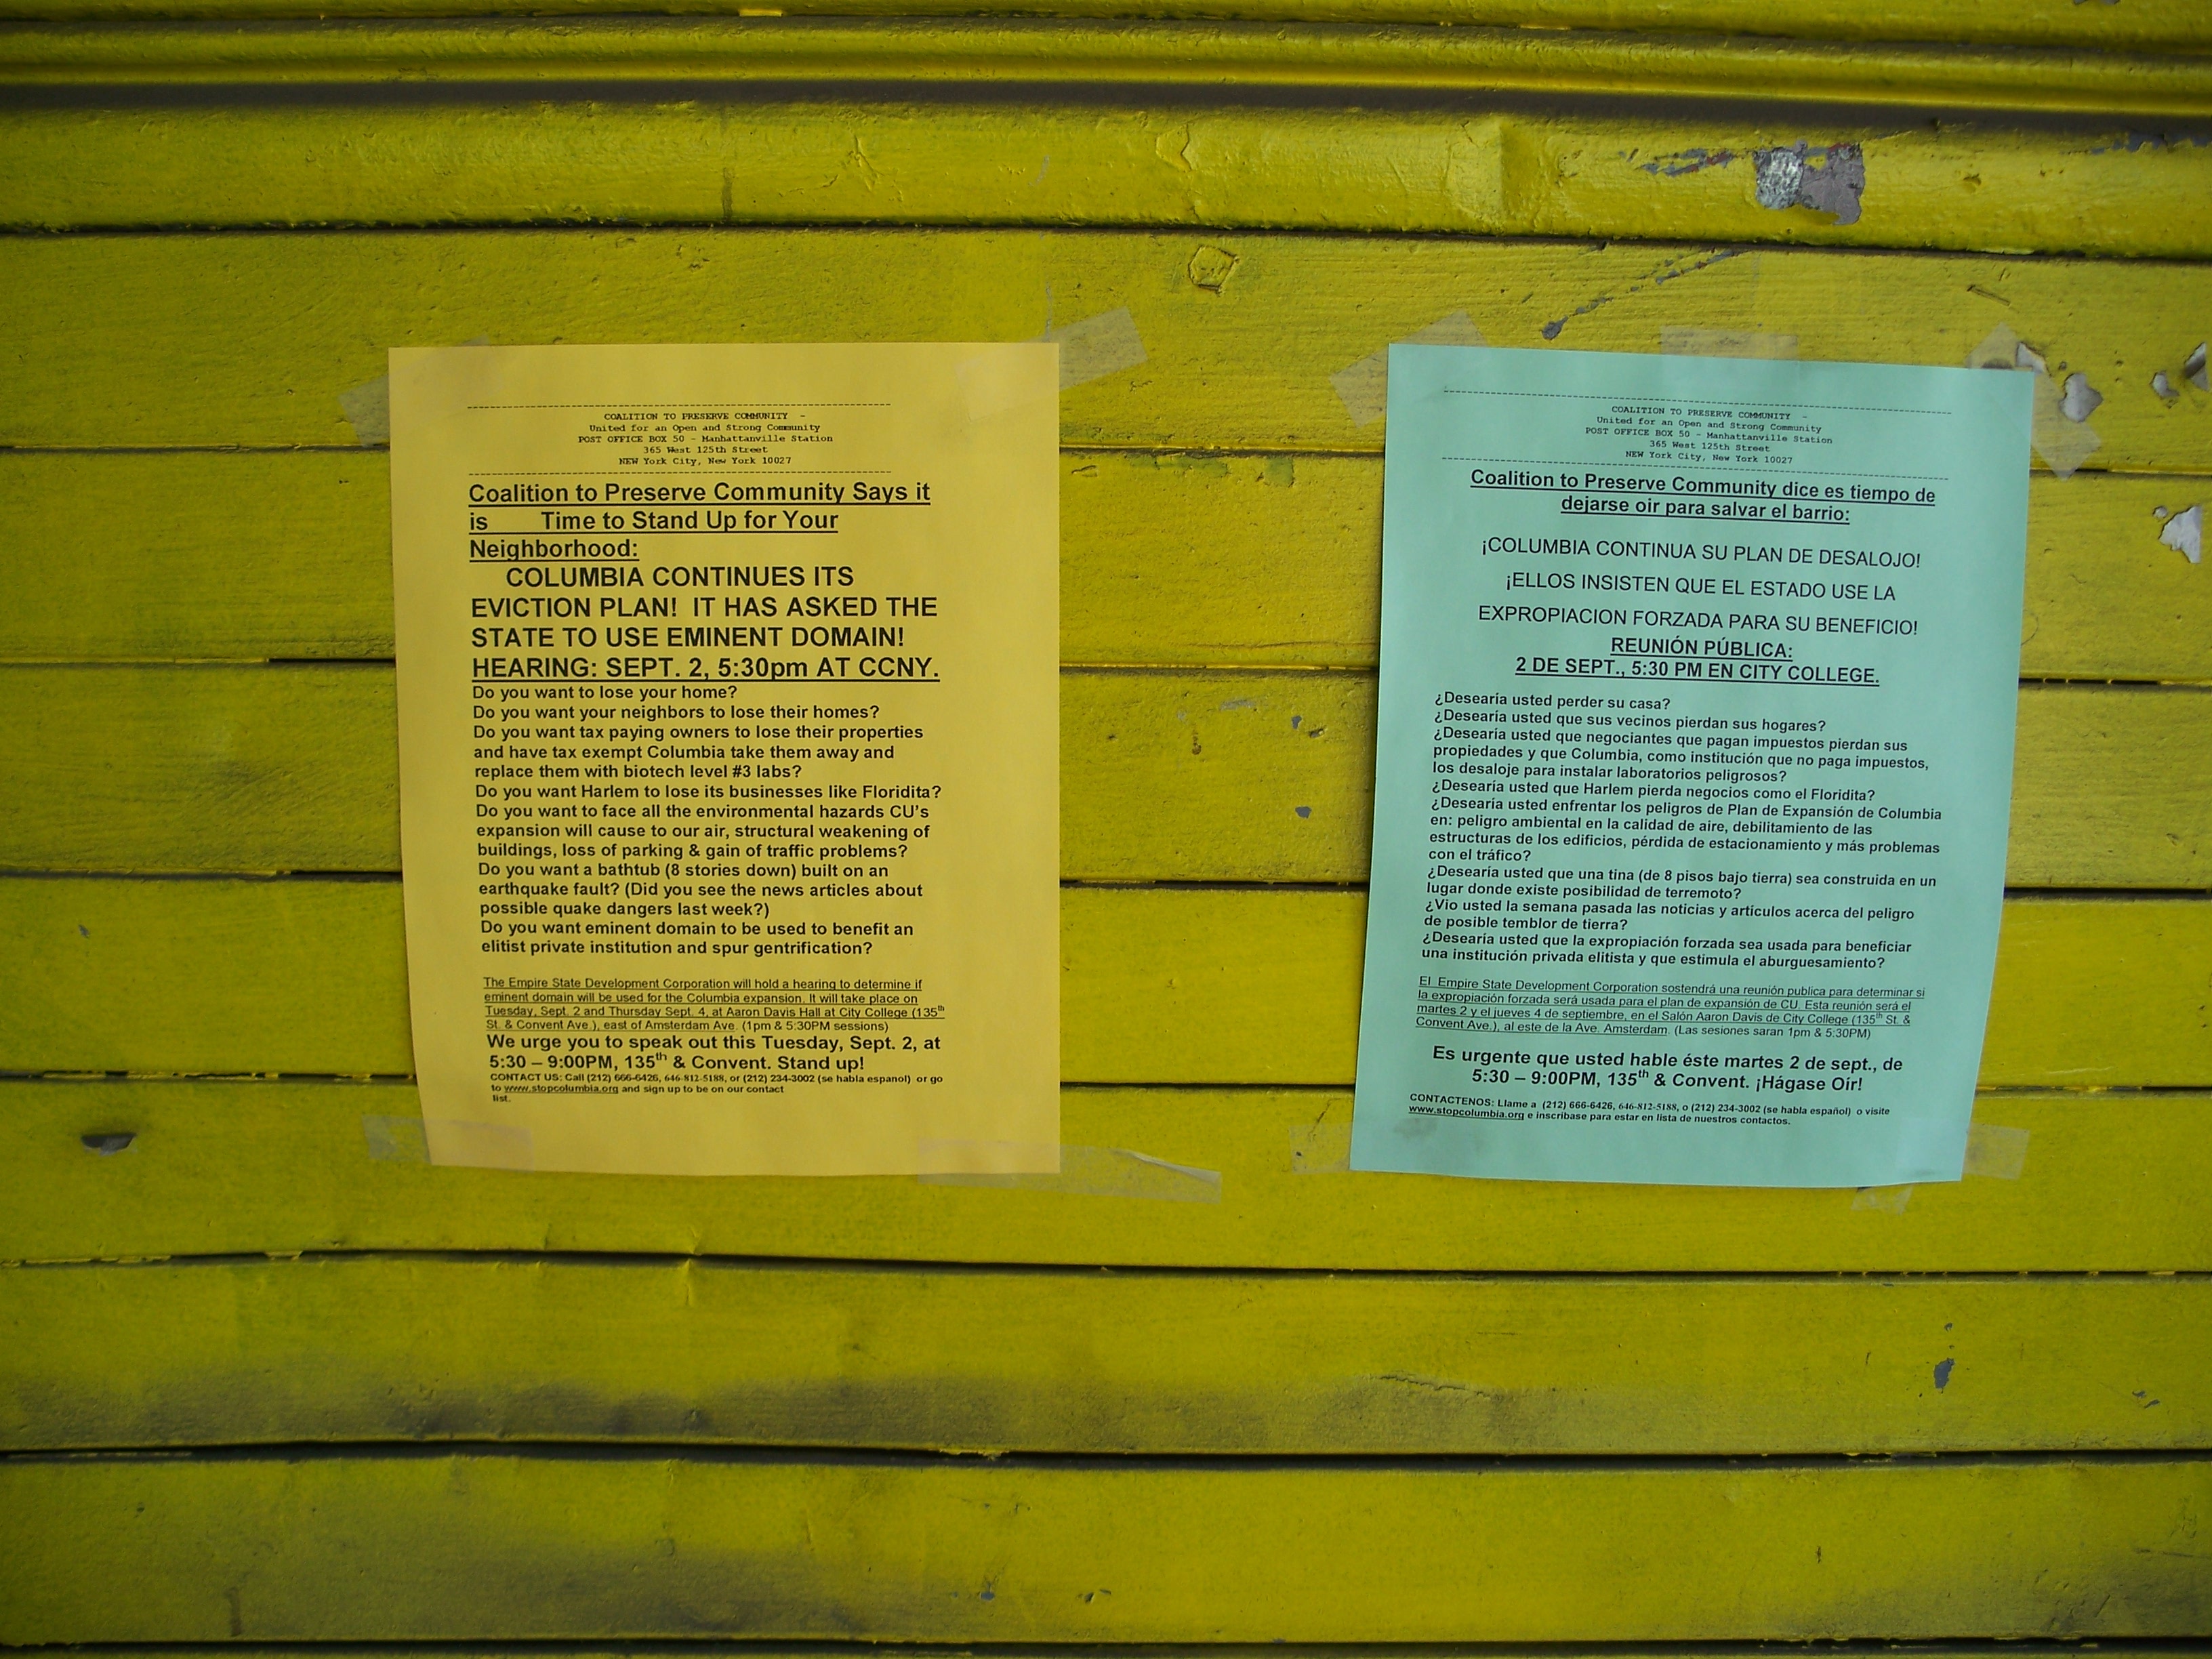 COALITION TO PRESERVE COMMUNITY -
United for an Open and Strong Community
POST OFFICE BOX 50 - Manhattanville Station
365 West 125th Street
NEW York City, New York 10027
Coalition to Preserve Community Says it
is Time to Stand Up for Your
Neighborhood:
COLUMBIA CONTINUES ITS
EVICTION PLAN! IT HAS ASKED THE
STATE TO USE EMINENT DOMAIN!
HEARING: SEPT. 2, 5:30pm AT CCNY.
Do you want to lose your home?
Do you want your neighbors to lose their homes?
Do you want tax paying owners to lose their properties
and have tax exempt Columbia take them away and
replace them with biotech level #3 labs?
Do you want Harlem to lose its businesses like Floridita?
Do you want to face all the environmental hazards CU's
expansion will cause to our air, structural weakening of
buildings, loss of parking & gain of traffic problems?
Do you want a bathtub (8 stories down) built on an
earthquake fault? (Did you see the news articles about
possible quake dangers last week?)
Do you want eminent domain to be used to benefit an
elitist private institution and spur gentrification?
The Empire State Development Corporation will hold a hearing to determine if
eminent domain will be used for the Columbia expansion. It will take place on
Tuesday, Sept. 2 and Thursday Sept. 4, at Aaron Davis Hall at City College (135th
St. & Convent Ave.), east of Amsterdam Ave. (1pm & 5:30PM sessions)
We urge you to speak out this Tuesday, Sept. 2, at
5:30 – 9:00PM, 135th & Convent. Stand up!
CONTACT US: Call (212) 666-6426, 646-812-5188, or (212) 234-3002 (se habla espanol) or go
to www.stopcolumbia.org and sign up to be on our contact
list.
COALITION TO PRESERVE COMMUNITY -
United for an Open and Strong Community
POST OFFICE BOX 50 - Manhattanville Station
365 West 125th Street
NEW York City, New York 10027
Coalition to Preserve Community dice es tiempo de
dejarse oir para salvar el barrio:
¡COLUMBIA CONTINUA SU PLAN DE DESALOJO!
¡ELLOS INSISTEN QUE EL ESTADO USE LA
EXPROPIACION FORZADA PARA SU BENEFICIO!
REUNIÓN PÚBLICA:
2 DE SEPT., 5:30 PM EN CITY COLLEGE.
¿Desearía usted perder su casa?
¿Desearía usted que sus vecinos pierdan sus hogares?
¿Desearía usted que negociantes que pagan impuestos pierdan sus
propiedades y que Columbia, como institución que no paga impuestos,
los desaloje para instalar laboratorios peligrosos?
¿Desearía usted que Harlem pierda negocios como el Floridita?
¿Desearía usted enfrentar los peligros de Plan de Expansión de Columbia
en: peligro ambiental en la calidad de aire, debilitamiento de las
estructuras de los edificios, pérdida de estacionamiento y más problemas
con el tráfico?
¿Desearía usted que una tina (de 8 pisos bajo tierra) sea construida en un
lugar donde existe posibilidad de terremoto?
¿Vio usted la semana pasada las noticias y artículos acerca del peligro
de posible temblor de tierra?
¿Desearía usted que la expropiación forzada sea usada para beneficiar
una institución privada elitista y que estimula el aburguesamiento?
El Empire State Development Corporation sostendrá una reunión publica para determinar si
la expropiación forzada será usada para el plan de expansión de CU. Esta reunión será el
martes 2 y el jueves 4 de septiembre, en el Salón Aaron Davis de City College (135th St. &
Convent Ave.), al este de la Ave. Amsterdam. (Las sesiones saran 1pm & 5:30PM)
Es urgente que usted hable éste martes 2 de sept., de
5:30 – 9:00PM, 135th & Convent. ¡Hágase Oír!
CONTACTENOS: Llame a (212) 666-6426, 646-812-5188, o (212) 234-3002 (se habla español) o visite
www.stopcolumbia.org e inscribase para estar en lista de nuestros contactos.